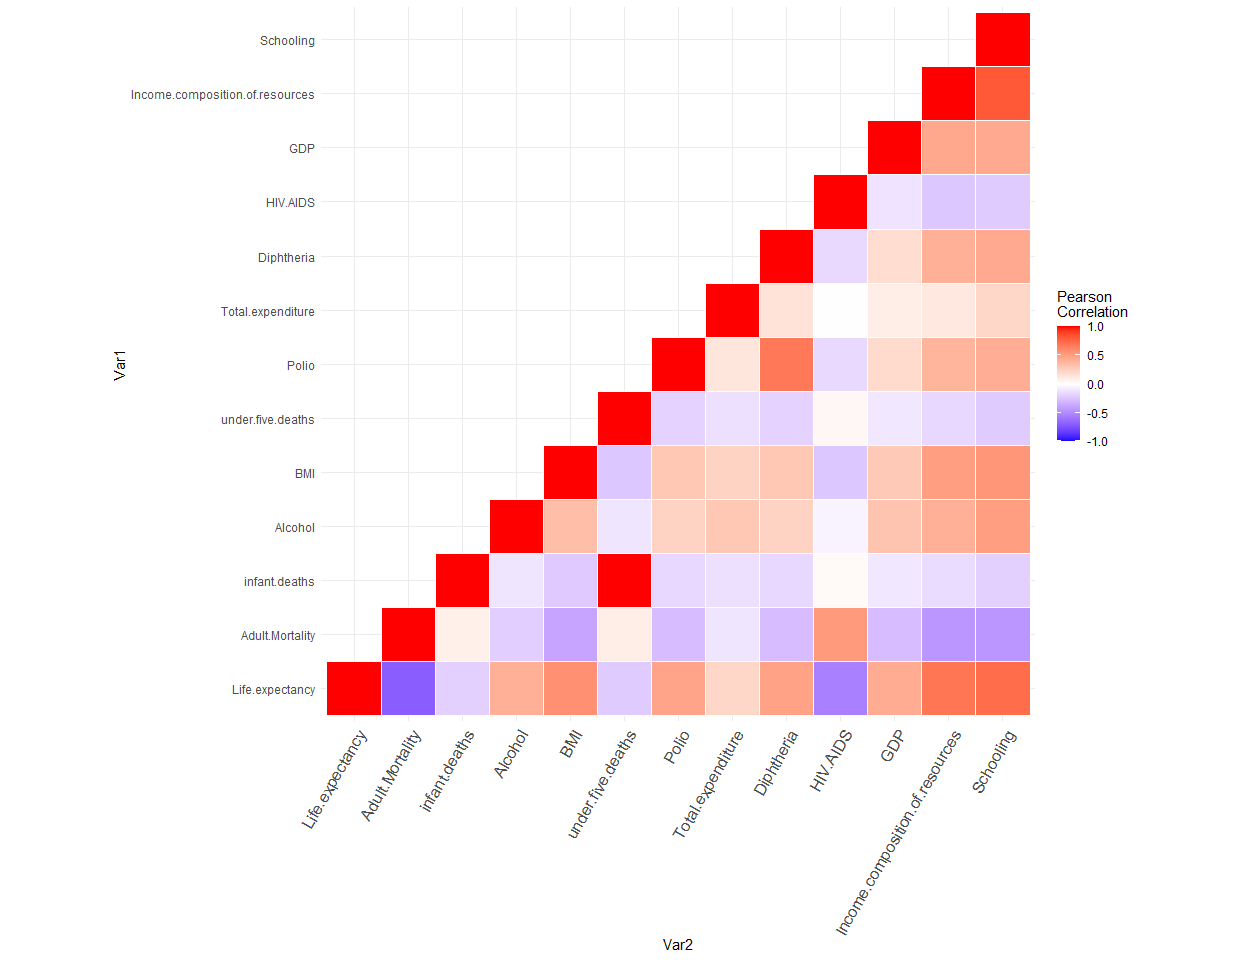 Schooling
Income.composition.of.resources
GDP
HIV.AIDS
Diphtheria
Total.expenditure
Polio
under.five.deaths
BMI
Alcohol
infant.deaths
Adult.Mortality
Life.expectancy
Var1
Life.expectancy
Adult.Mortality
infant.deaths
Alcohol
BMI
under.five.deaths
Polio
Total.expenditure
Diphtheria
HIV.AIDS
GDP
Income.composition.of.resources
Schooling
Var2
Pearson
Correlation
1.0
0.5
0.0
-0.5
-1.0